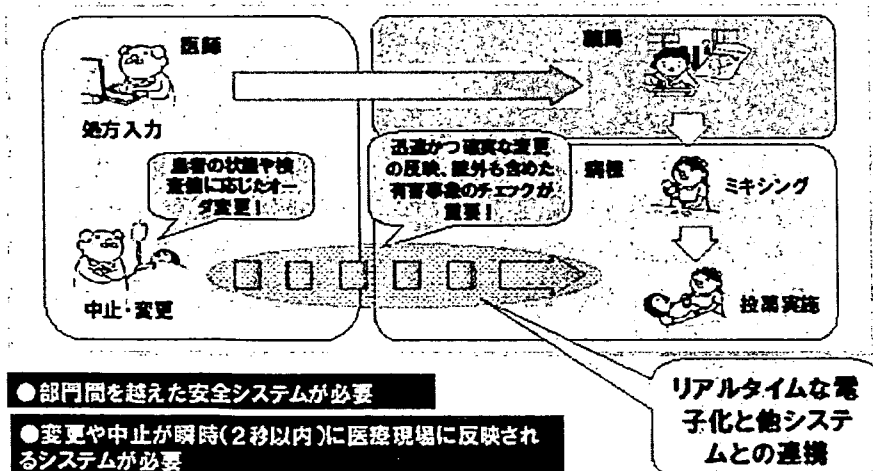 医師
薬局
処方入力
患者の状態や検
査値に応じたオー
ダ変更！
迅速かつ確実な変更
の反映、院外も含めた
有害事象のチェックが
重要！
病棟
ミキシング
中止・変更
投薬実施
●部門間を越えた安全システムが必要
●変更や中止が瞬時(2秒以内)に医療現場に反映され
るシステムが必要
リアルタイムな電
子化と他システ
ムとの連携